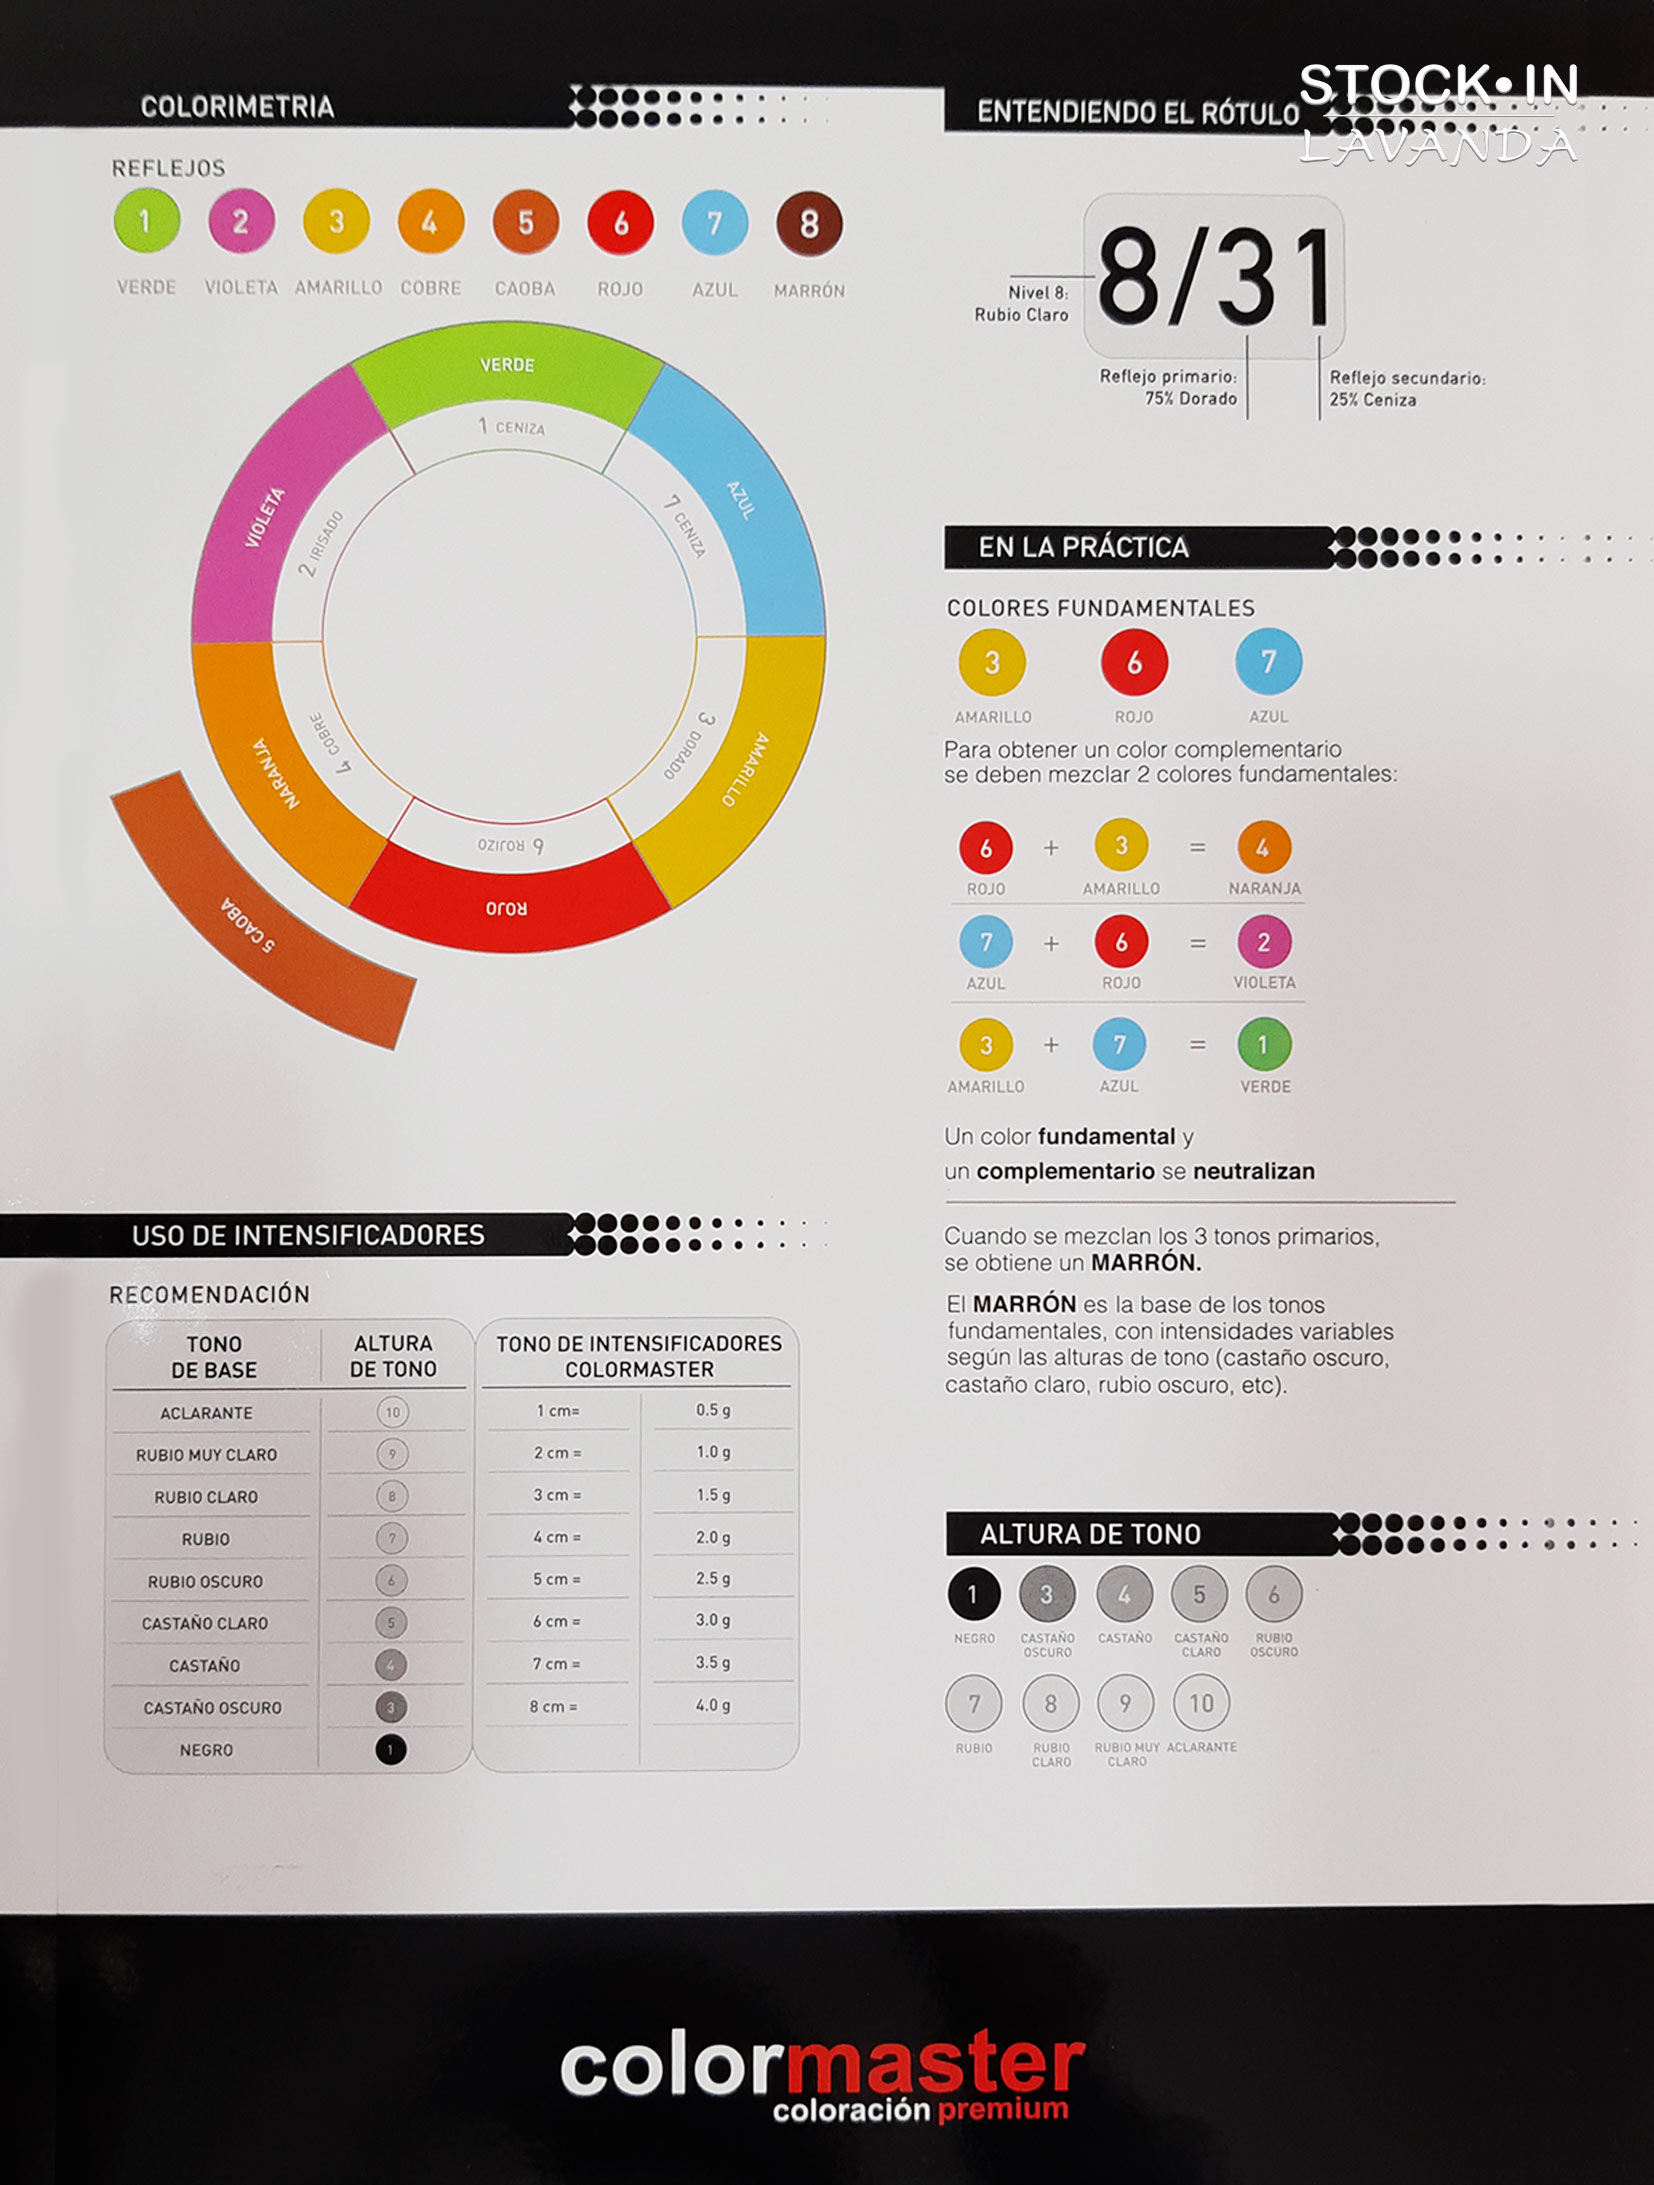 STOCK•IN
LAVANDA
COLORIMETRIA
REFLEJOS
1 2 3 4 5 6 7 8
VERDE VIOLETA AMARILLO COBRE CAOBA ROJO AZUL MARRÓN
VERDE
1 CENIZA
AZUL
7 CENIZA
AMARILLO
3 DORADO
ROJO
6 ROJIZO
NARANJA
4 COBRE
VIOLETA
2 IRISADO
5 CAOBA
USO DE INTENSIFICADORES
RECOMENDACIÓN
TONO
DE BASE
ALTURA
DE TONO
TONO DE INTENSIFICADORES
COLORMASTER
ACLARANTE 10 1 cm= 0.5 g
RUBIO MUY CLARO 9 2 cm = 1.0 g
RUBIO CLARO 8 3 cm = 1.5 g
RUBIO 7 4 cm = 2.0 g
RUBIO OSCURO 6 5 cm = 2.5 g
CASTAÑO CLARO 5 6 cm = 3.0 g
CASTAÑO 4 7 cm = 3.5 g
CASTAÑO OSCURO 3 8 cm = 4.0 g
NEGRO 1
ENTENDIENDO EL RÓTULO
8/31
Nivel 8:
Rubio Claro
Reflejo primario:
75% Dorado
Reflejo secundario:
25% Ceniza
EN LA PRÁCTICA
COLORES FUNDAMENTALES
3 6 7
AMARILLO ROJO AZUL
Para obtener un color complementario
se deben mezclar 2 colores fundamentales:
6 + 3 = 4
ROJO AMARILLO NARANJA
7 + 6 = 2
AZUL ROJO VIOLETA
3 + 7 = 1
AMARILLO AZUL VERDE
Un color fundamental y
un complementario se neutralizan
Cuando se mezclan los 3 tonos primarios,
se obtiene un MARRÓN.
El MARRÓN es la base de los tonos
fundamentales, con intensidades variables
según las alturas de tono (castaño oscuro,
castaño claro, rubio oscuro, etc).
ALTURA DE TONO
1 3 4 5 6
NEGRO CASTAÑO OSCURO CASTAÑO CASTAÑO CLARO RUBIO OSCURO
7 8 9 10
RUBIO RUBIO CLARO RUBIO MUY CLARO ACLARANTE
colormaster
coloración premium